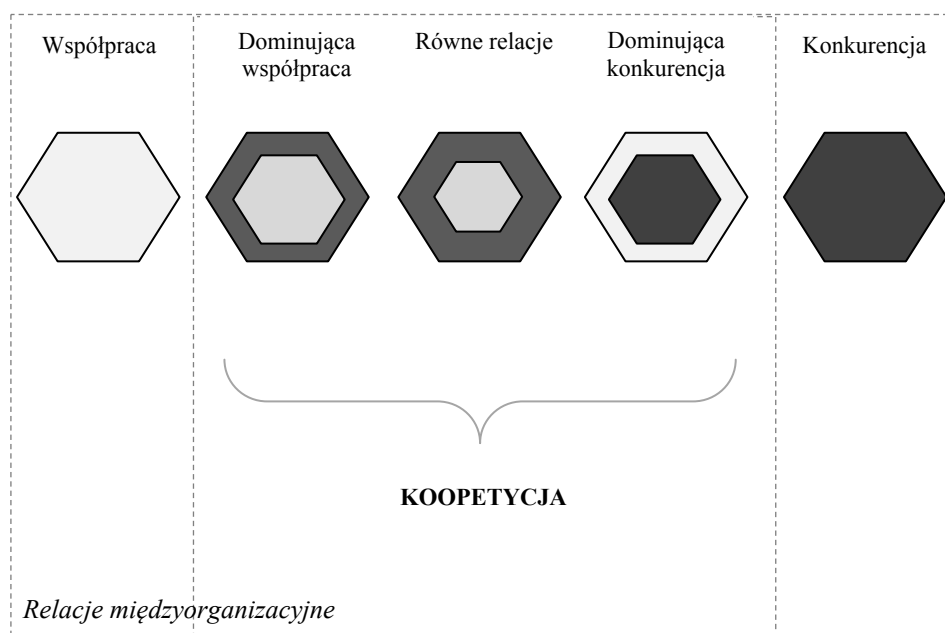 Współpraca
Dominująca
współpraca
Równe relacje
Dominująca
konkurencja
Konkurencja
KOOPETYCJA
Relacje międzyorganizacyjne